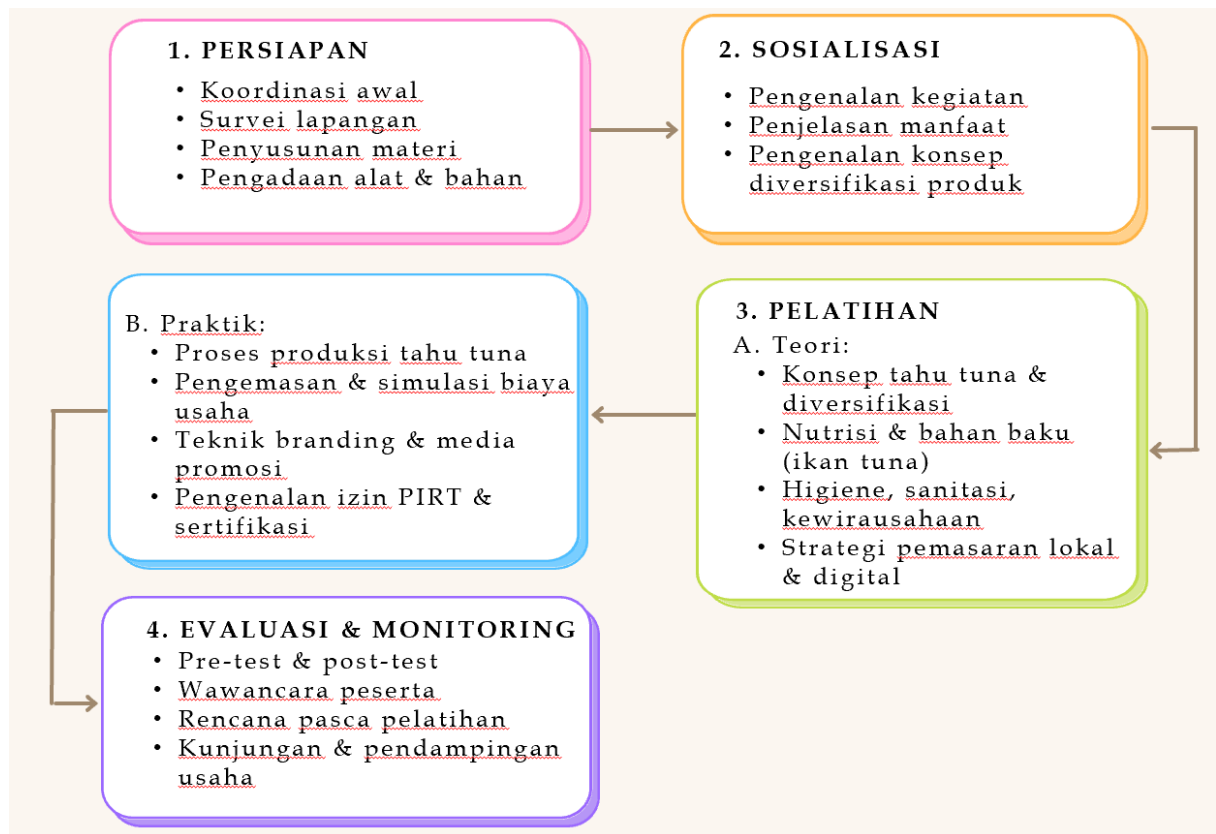 1. PERSIAPAN
• Koordinasi awal
• Survei lapangan
• Penyusunan materi
• Pengadaan alat & bahan
2. SOSIALISASI
• Pengenalan kegiatan
• Penjelasan manfaat
• Pengenalan konsep
diversifikasi produk
3. PELATIHAN
A. Teori:
• Konsep tahu tuna &
diversifikasi
• Nutrisi & bahan baku
(ikan tuna)
• Higiene, sanitasi,
kewirausahaan
• Strategi pemasaran lokal
& digital
B. Praktik:
• Proses produksi tahu tuna
• Pengemasan & simulasi biaya
usaha
• Teknik branding & media
promosi
• Pengenalan izin PIRT &
sertifikasi
4. EVALUASI & MONITORING
• Pre-test & post-test
• Wawancara peserta
• Rencana pasca pelatihan
• Kunjungan & pendampingan
usaha